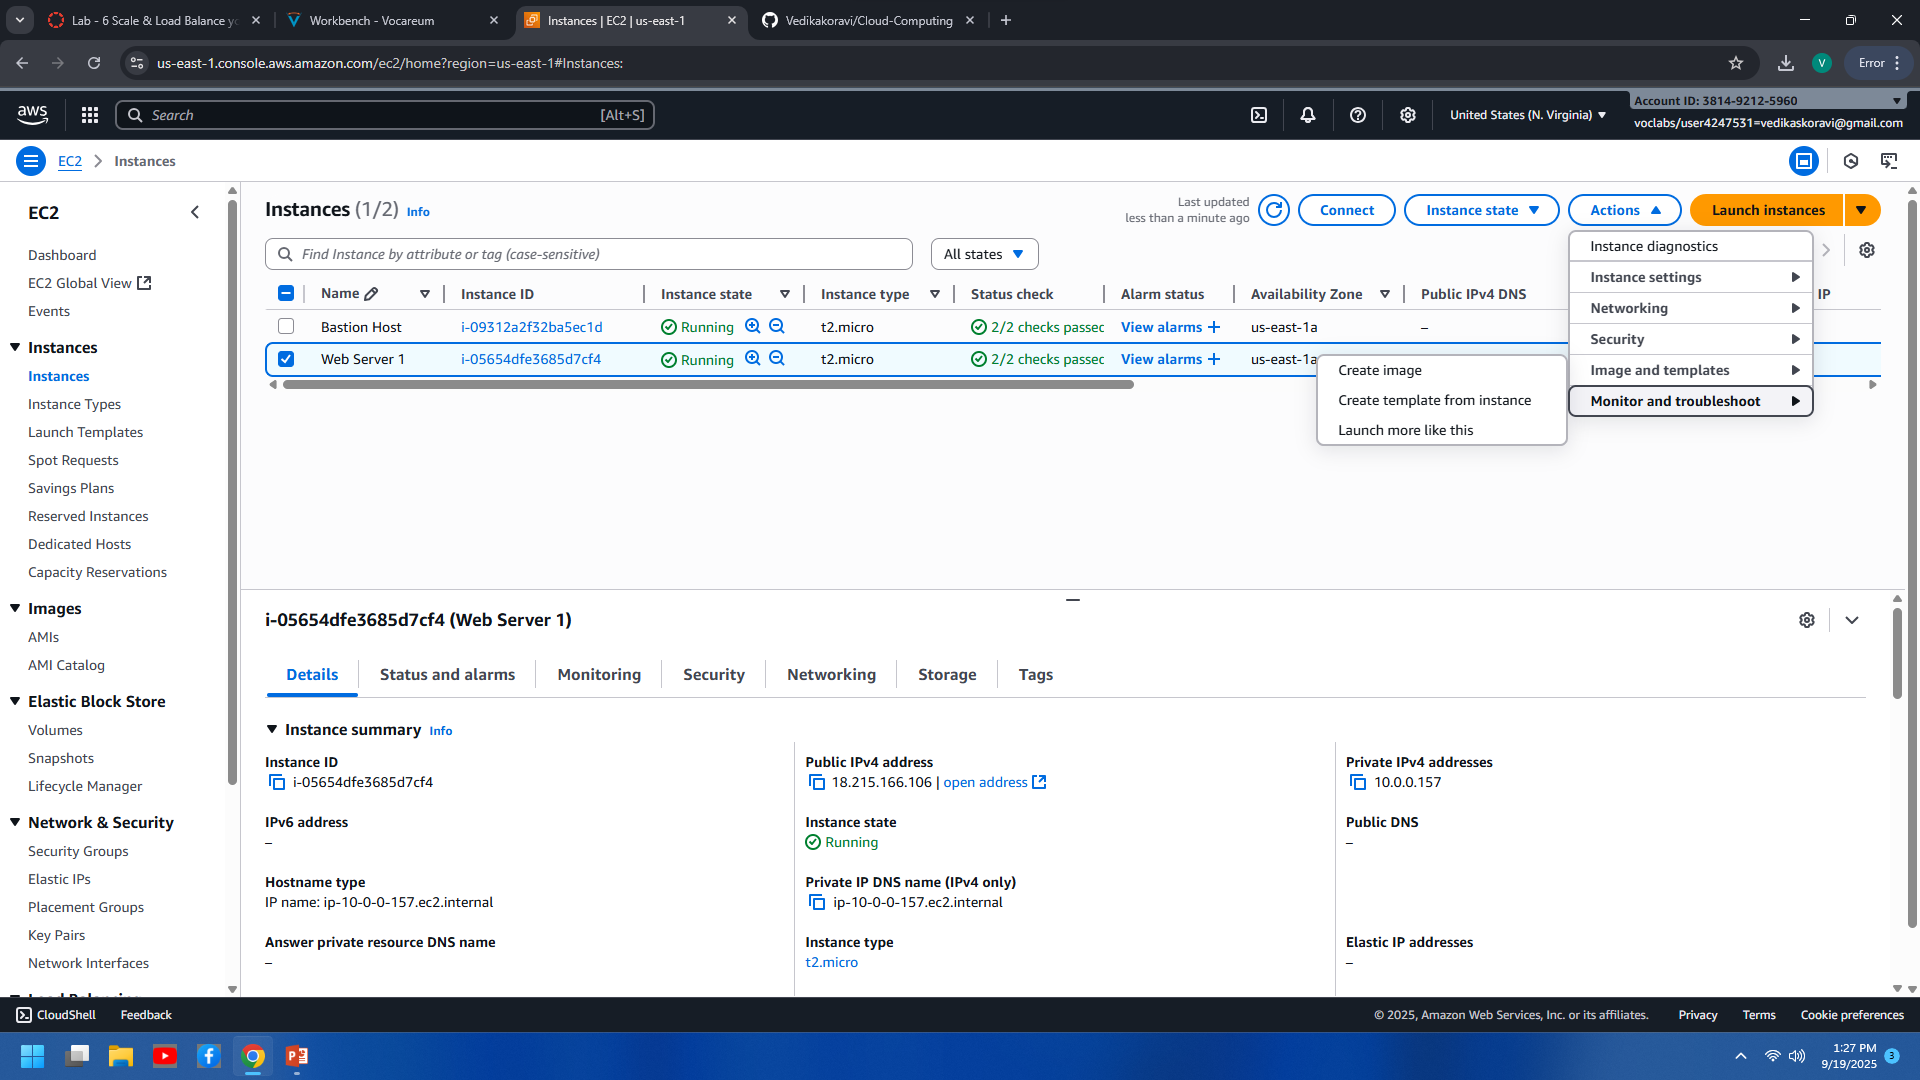 Lab - 6 Scale & Load Balance yo
Workbench - Vocareum
Instances | EC2 | us-east-1
Vedikakoravi/Cloud-Computing
us-east-1.console.aws.amazon.com/ec2/home?region=us-east-1#Instances:
V
Error
aws
Search
[Alt+S]
United States (N. Virginia)
Account ID: 3814-9212-5960
voclabs/user4247531=vedikaskoravi@gmail.com
EC2
Instances
EC2
Dashboard
EC2 Global View
Events
Instances
Instances
Instance Types
Launch Templates
Spot Requests
Savings Plans
Reserved Instances
Dedicated Hosts
Capacity Reservations
Images
AMIs
AMI Catalog
Elastic Block Store
Volumes
Snapshots
Lifecycle Manager
Network & Security
Security Groups
Elastic IPs
Placement Groups
Key Pairs
Network Interfaces
Instances (1/2) Info
Last updated
less than a minute ago
Connect
Instance state
Actions
Launch instances
Find Instance by attribute or tag (case-sensitive)
All states
Name Instance ID Instance state Instance type Status check Alarm status Availability Zone Public IPv4 DNS IP
Bastion Host i-09312a2f32ba5ec1d Running t2.micro 2/2 checks passed View alarms + us-east-1a –
Web Server 1 i-05654dfe3685d7cf4 Running t2.micro 2/2 checks passed View alarms + us-east-1a
Instance diagnostics
Instance settings
Networking
Security
Image and templates
Monitor and troubleshoot
Create image
Create template from instance
Launch more like this
i-05654dfe3685d7cf4 (Web Server 1)
Details
Status and alarms
Monitoring
Security
Networking
Storage
Tags
Instance summary Info
Instance ID
i-05654dfe3685d7cf4
Public IPv4 address
18.215.166.106 | open address
Private IPv4 addresses
10.0.0.157
IPv6 address
–
Instance state
Running
Public DNS
–
Hostname type
IP name: ip-10-0-0-157.ec2.internal
Private IP DNS name (IPv4 only)
ip-10-0-0-157.ec2.internal
Answer private resource DNS name
–
Instance type
t2.micro
Elastic IP addresses
–
CloudShell
Feedback
© 2025, Amazon Web Services, Inc. or its affiliates.
Privacy
Terms
Cookie preferences
1:27 PM
9/19/2025
3